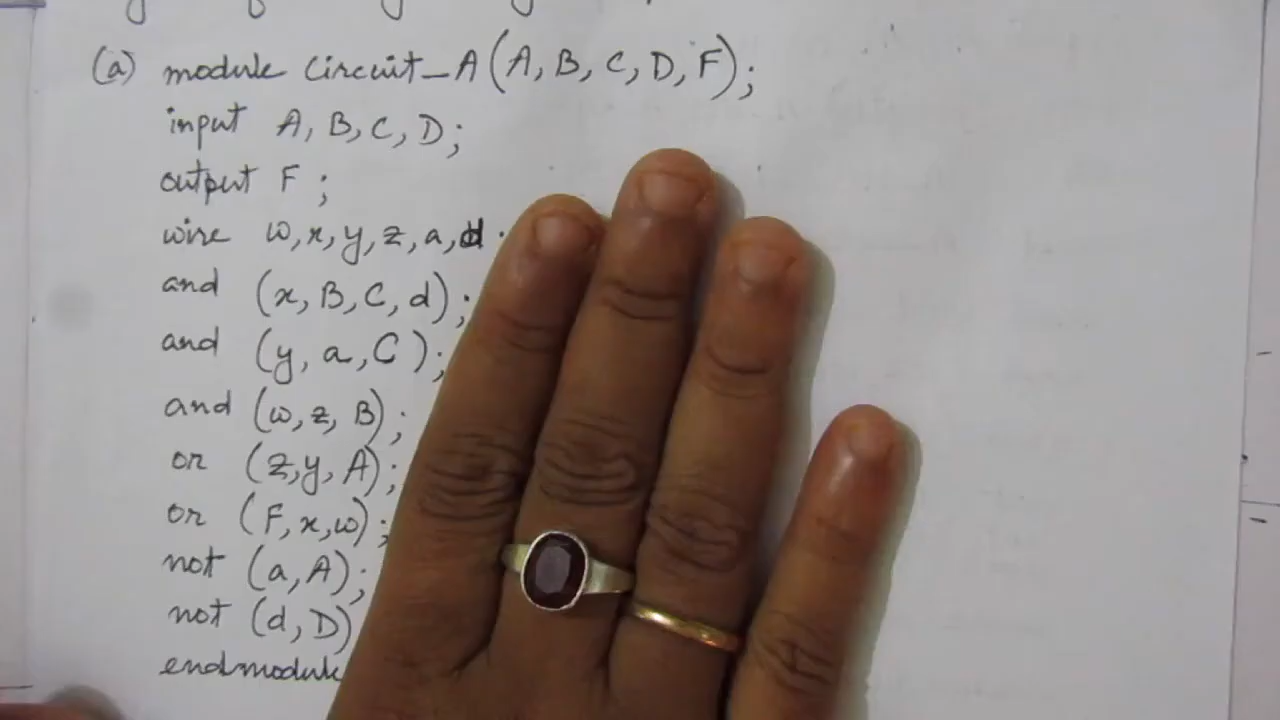 (a) module Circuit_A (A, B, C, D, F);
input A, B, C, D;
output F ;
wire w, x, y, z, a, d
and (x, B, C, d);
and (y, a, C);
and (w, z, B);
or (z, y, A);
or (F, x, w);
not (a, A);
not (d, D)
endmodule